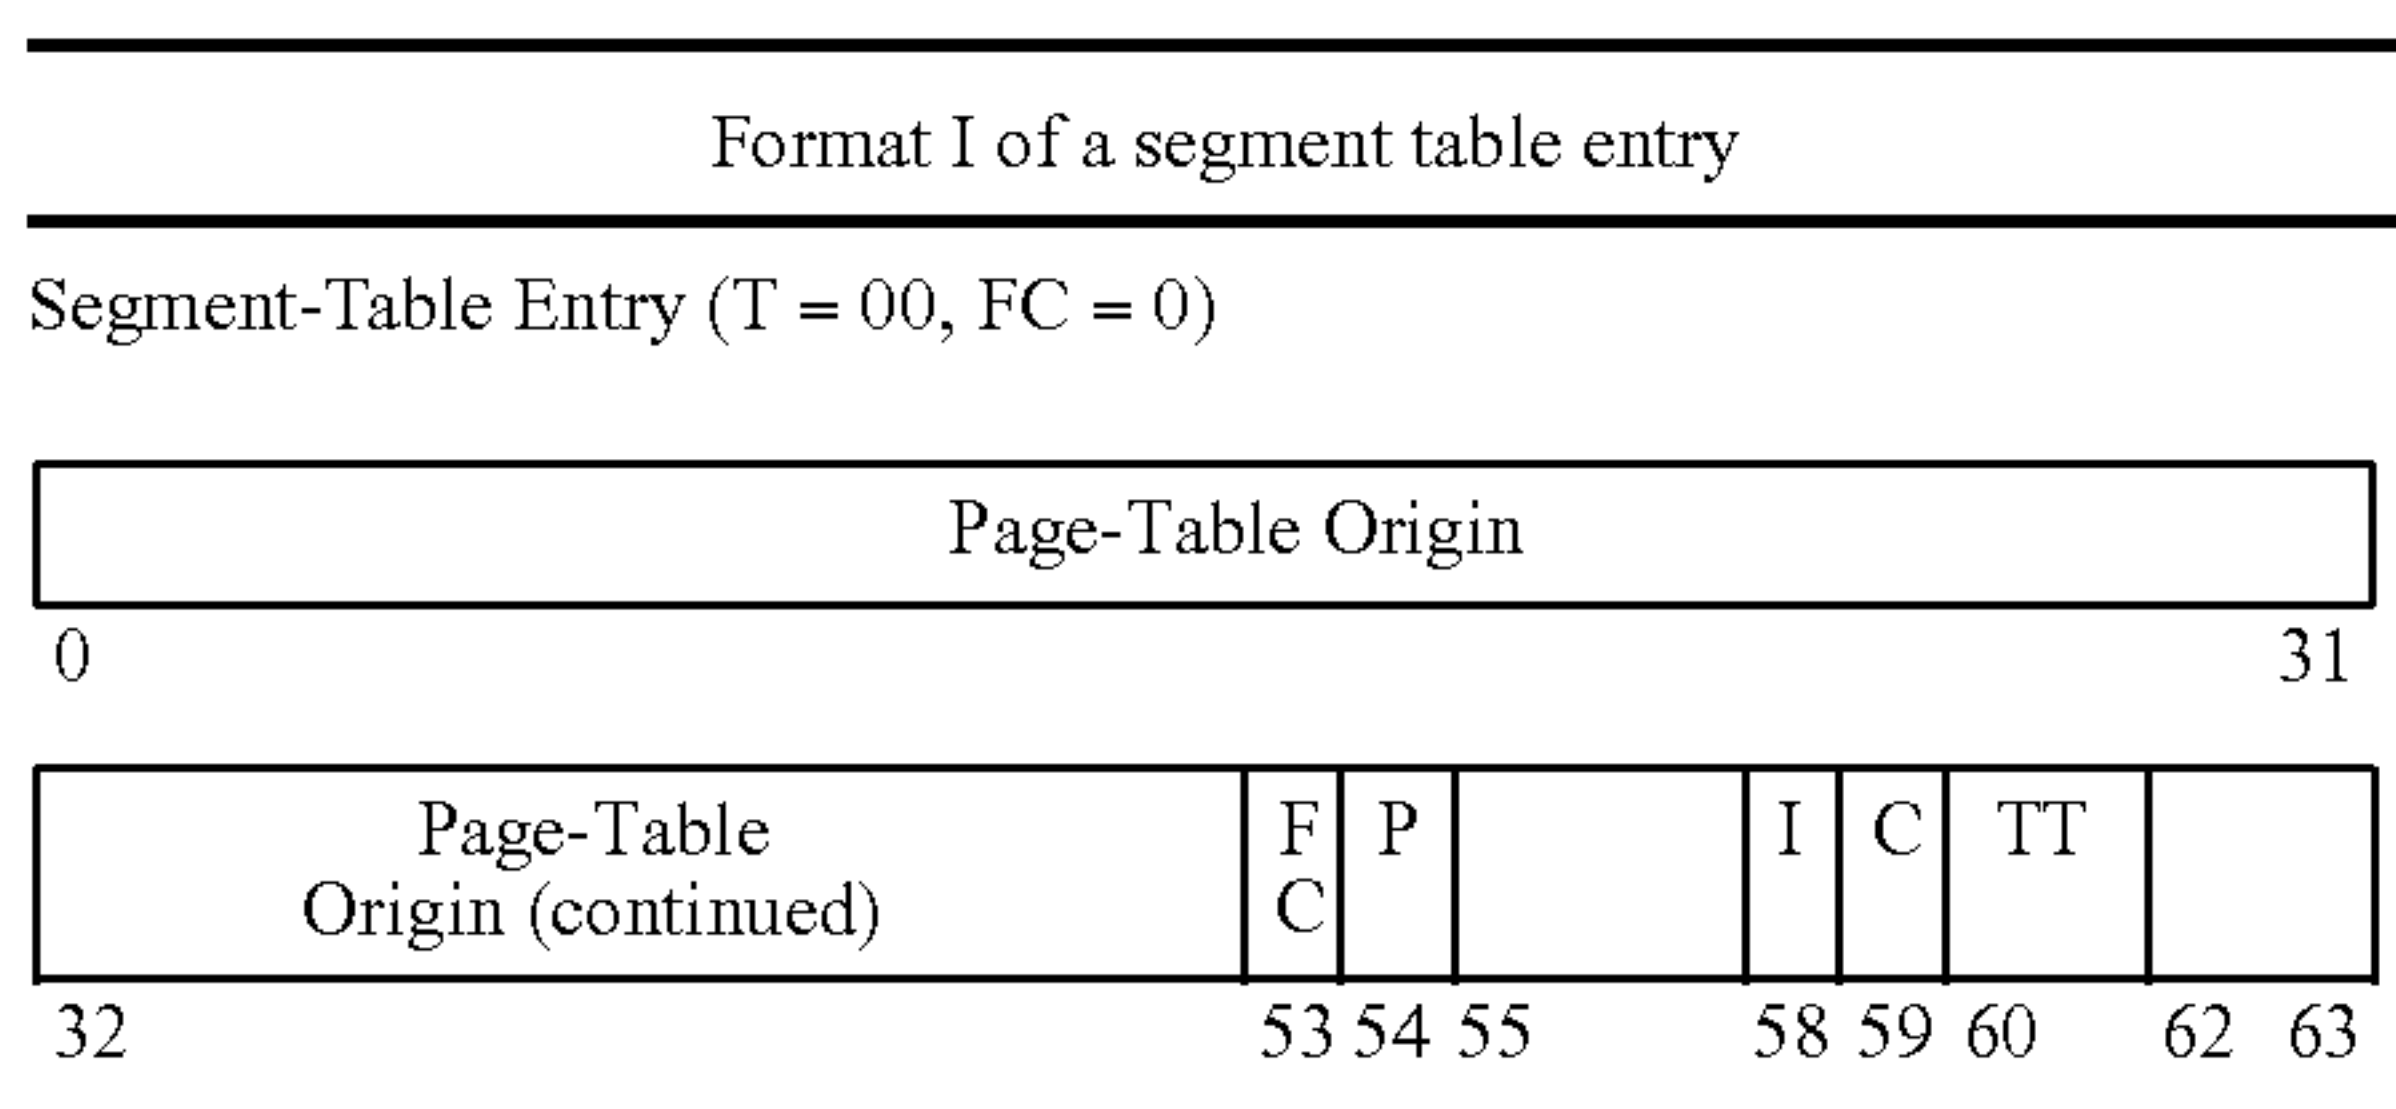 Format I of a segment table entry
Segment-Table Entry (T = 00, FC = 0)
Page-Table Origin
0 31
Page-Table
Origin (continued)
F
C
P
I
C
TT
32 53 54 55 58 59 60 62 63